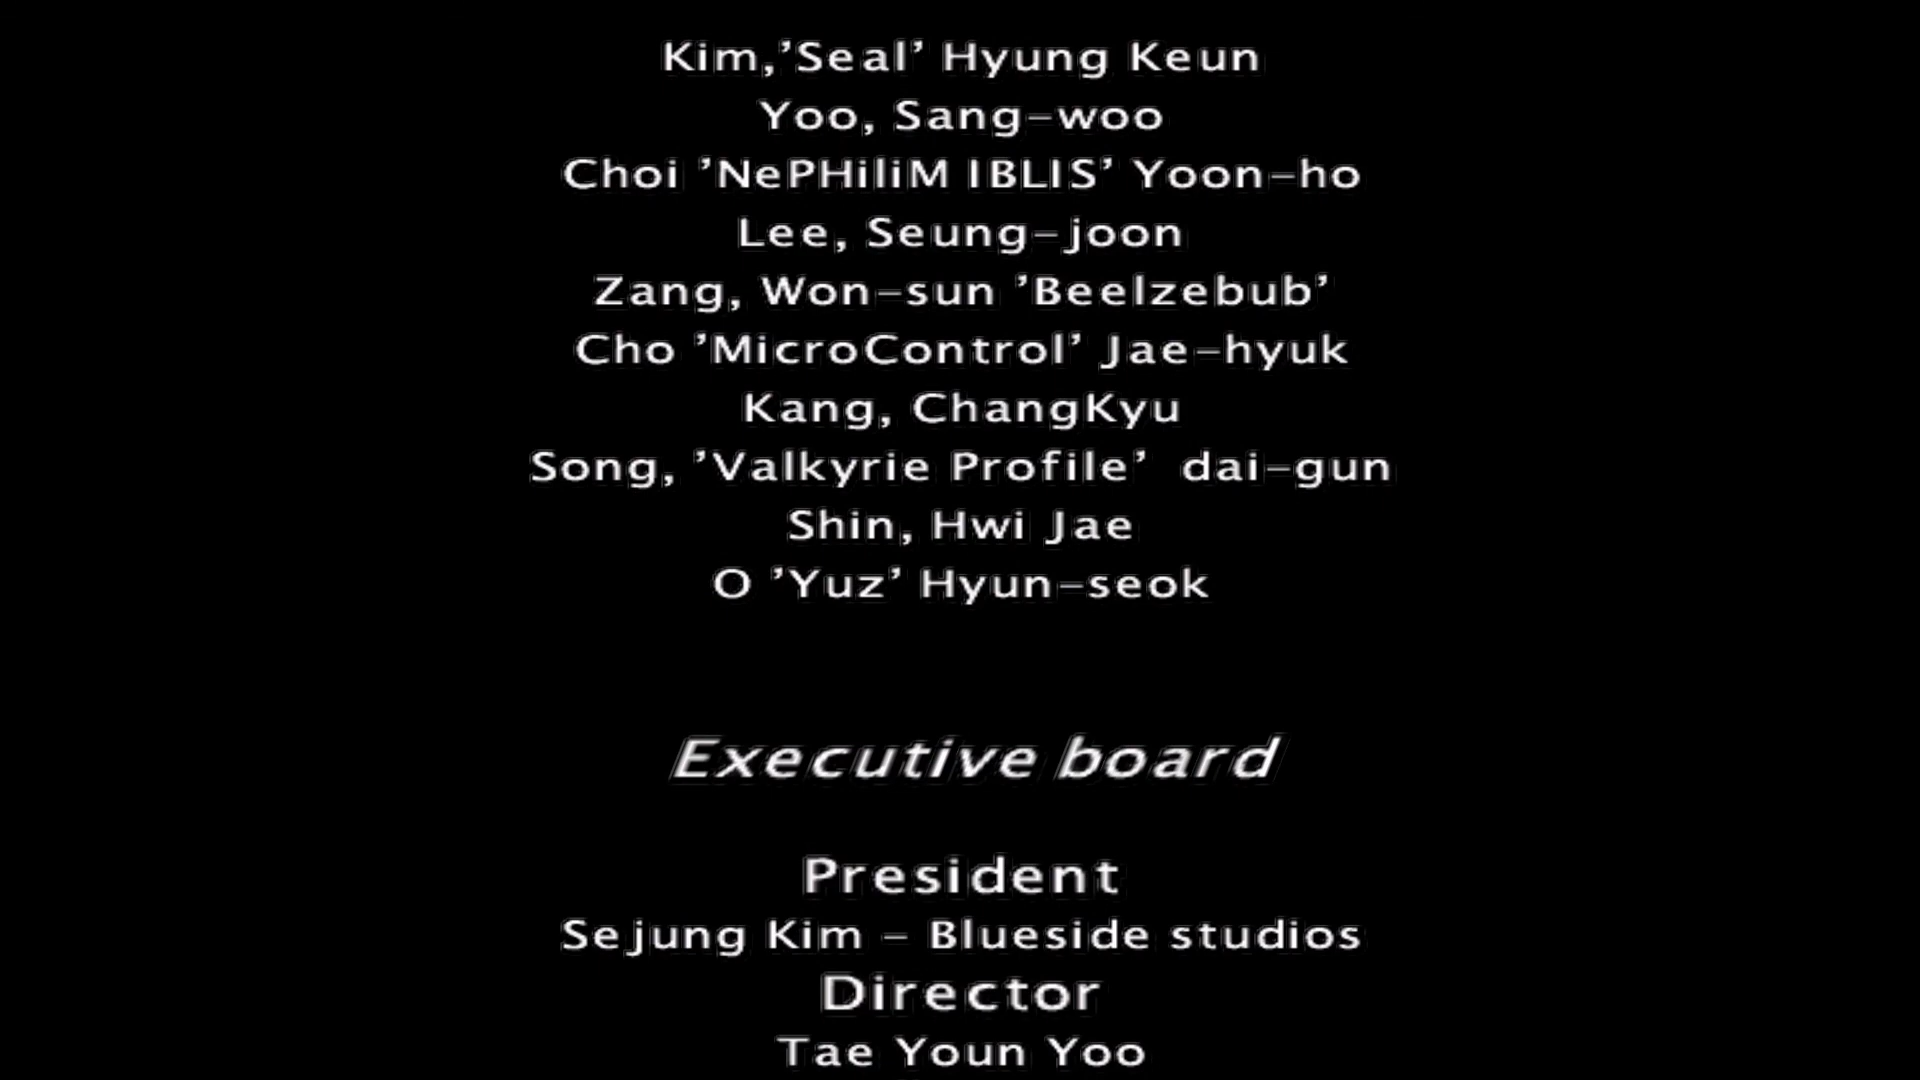 Kim,'Seal' Hyung Keun
Yoo, Sang-woo
Choi 'NePHiliM IBLIS' Yoon-ho
Lee, Seung-joon
Zang, Won-sun 'Beelzebub'
Cho 'MicroControl' Jae-hyuk
Kang, ChangKyu
Song, 'Valkyrie Profile'  dai-gun
Shin, Hwi Jae
O 'Yuz' Hyun-seok
Executive board
President
Sejung Kim - Blueside studios
Director
Tae Youn Yoo